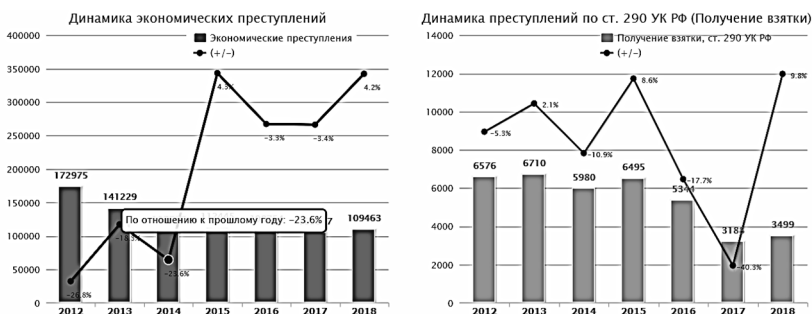 Динамика экономических преступлений
Экономические преступления
(+/-)
400000
350000
300000
250000
200000
150000
100000
50000
0
172975
141229
109463
По отношению к прошлому году: -23.6%
-23.6%
-3.3%
-3.4%
4.2%
2012 2013 2014 2015 2016 2017 2018
Динамика преступлений по ст. 290 УК РФ (Получение взятки)
Получение взятки, ст. 290 УК РФ
(+/-)
14000
12000
10000
8000
6000
4000
2000
0
6576 6710 5980 6495 3499
-5.3% 2.1% -10.9% 8.6% -17.7% -40.3% 9.8%
2012 2013 2014 2015 2016 2017 2018